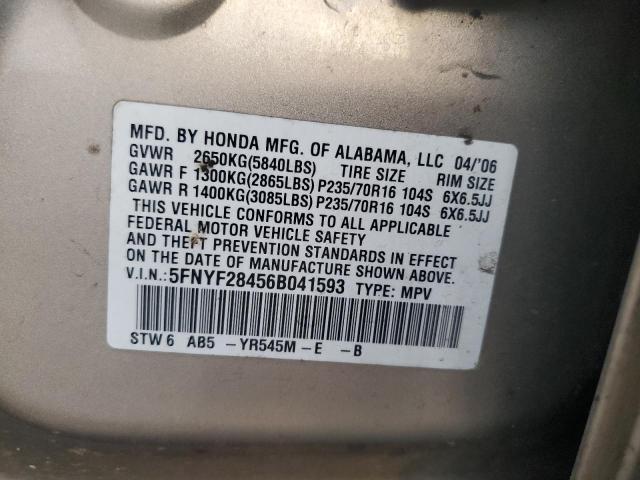 MFD. BY HONDA MFG. OF ALABAMA, LLC 04/'06
GVWR 2650KG(5840LBS) TIRE SIZE RIM SIZE
GAWR F 1300KG(2865LBS) P235/70R16 104S 6X6.5JJ
GAWR R 1400KG(3085LBS) P235/70R16 104S 6X6.5JJ
THIS VEHICLE CONFORMS TO ALL APPLICABLE
FEDERAL MOTOR VEHICLE SAFETY
AND THEFT PREVENTION STANDARDS IN EFFECT
ON THE DATE OF MANUFACTURE SHOWN ABOVE.
V.I.N.: 5FNYF28456B041593 TYPE: MPV
STW 6 AB5 -YR545M-E -B